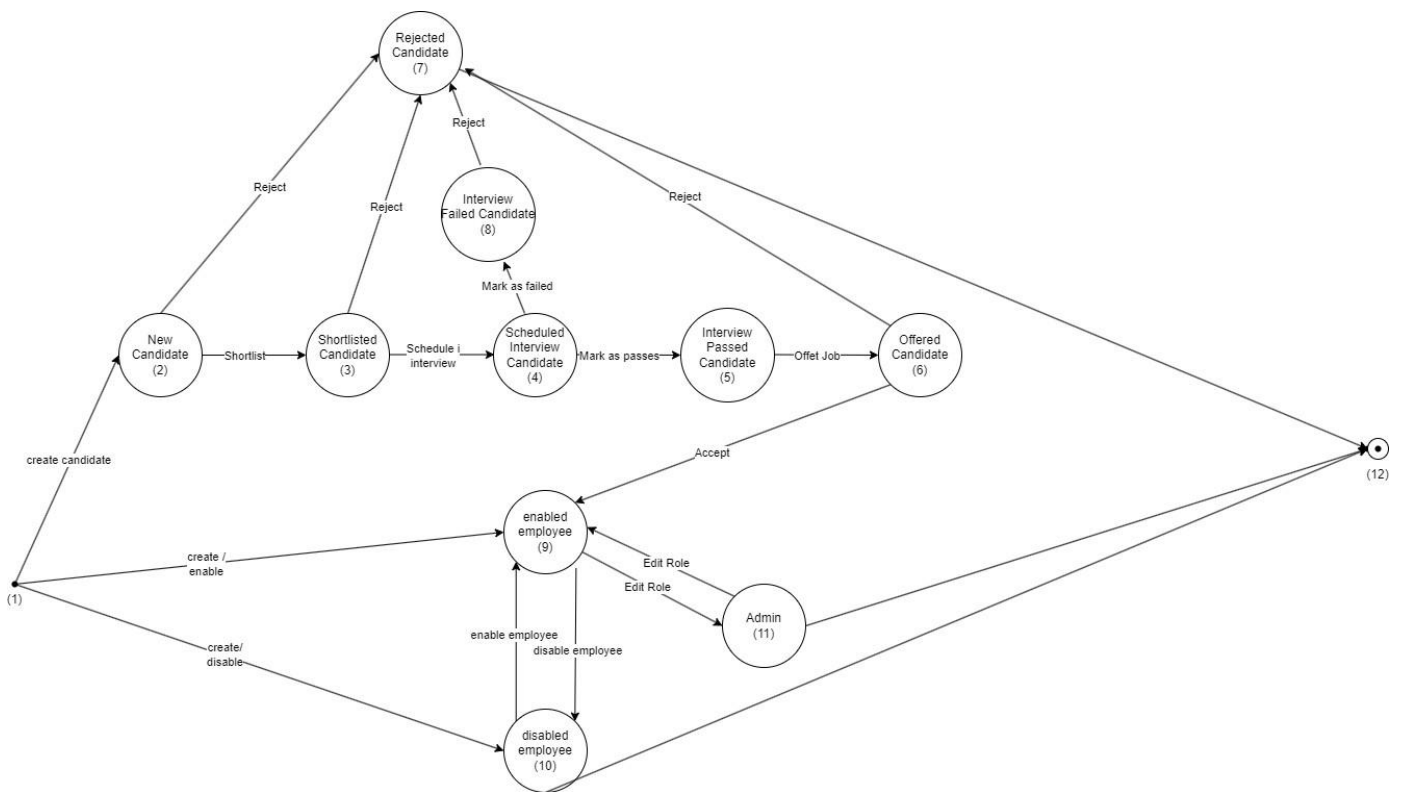 Rejected
Candidate
(7)
Reject
Interview
Failed Candidate
(8)
Reject
Reject
Reject
Mark as failed
New
Candidate
(2)
Shortlist
Shortlisted
Candidate
(3)
Schedule i
interview
Scheduled
Interview
Candidate
(4)
Mark as passes
Interview
Passed
Candidate
(5)
Offet Job
Offered
Candidate
(6)
create candidate
Accept
(12)
enabled
employee
(9)
create /
enable
Edit Role
Edit Role
(1)
Admin
(11)
create/
disable
enable employee
disable employee
disabled
employee
(10)